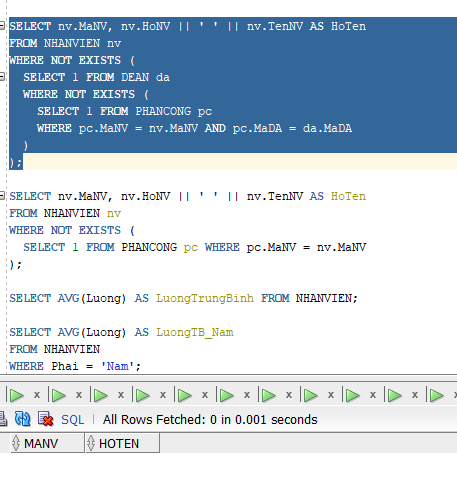 SELECT nv.MaNV, nv.HoNV || ' ' || nv.TenNV AS HoTen
FROM NHANVIEN nv
WHERE NOT EXISTS (
SELECT 1 FROM DEAN da
WHERE NOT EXISTS (
SELECT 1 FROM PHANCONG pc
WHERE pc.MaNV = nv.MaNV AND pc.MaDA = da.MaDA
)
);
SELECT nv.MaNV, nv.HoNV || ' ' || nv.TenNV AS HoTen
FROM NHANVIEN nv
WHERE NOT EXISTS (
SELECT 1 FROM PHANCONG pc WHERE pc.MaNV = nv.MaNV
);
SELECT AVG(Luong) AS LuongTrungBinh FROM NHANVIEN;
SELECT AVG(Luong) AS LuongTB_Nam
FROM NHANVIEN
WHERE Phai = 'Nam';
x x x x x x x x x x
SQL | All Rows Fetched: 0 in 0.001 seconds
MANV HOTEN